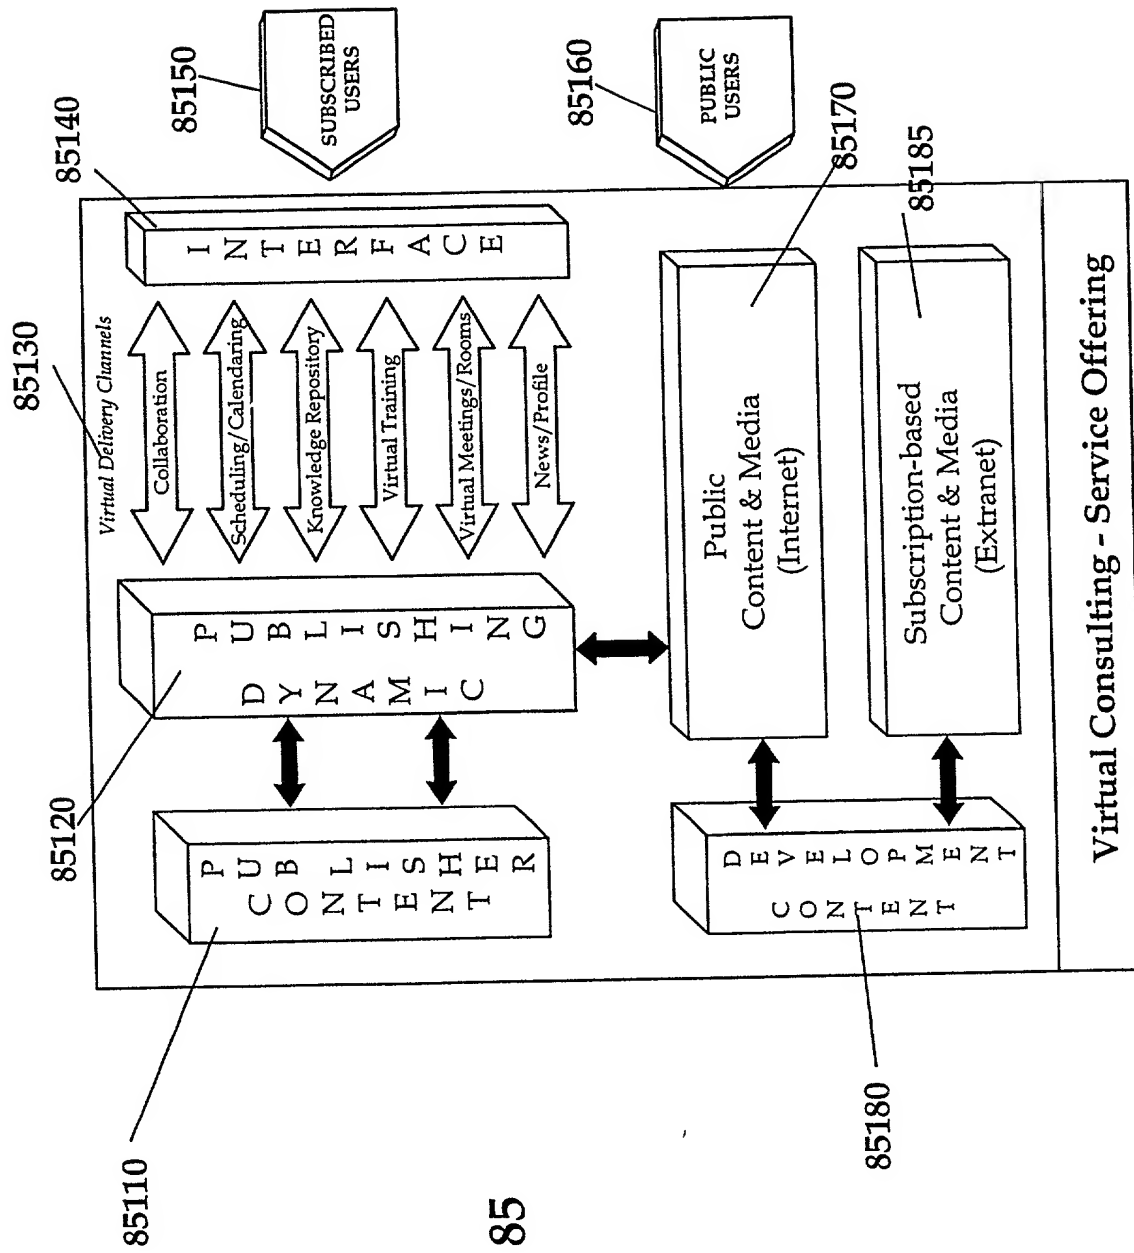 85150
SUBSCRIBED
USERS
85160
PUBLIC
USERS
85140
INTERFACE
85170
85185
85130
Virtual Delivery Channels
Collaboration
Scheduling/Calendaring
Knowledge Repository
Virtual Training
Virtual Meetings/Rooms
News/Profile
Public
Content & Media
(Internet)
Subscription-based
Content & Media
(Extranet)
85120
DYNAMIC
PUBLISHING
85110
CONTENT
PUBLISHER
85180
CONTENT
DEVELOPMENT
85
Virtual Consulting - Service Offering